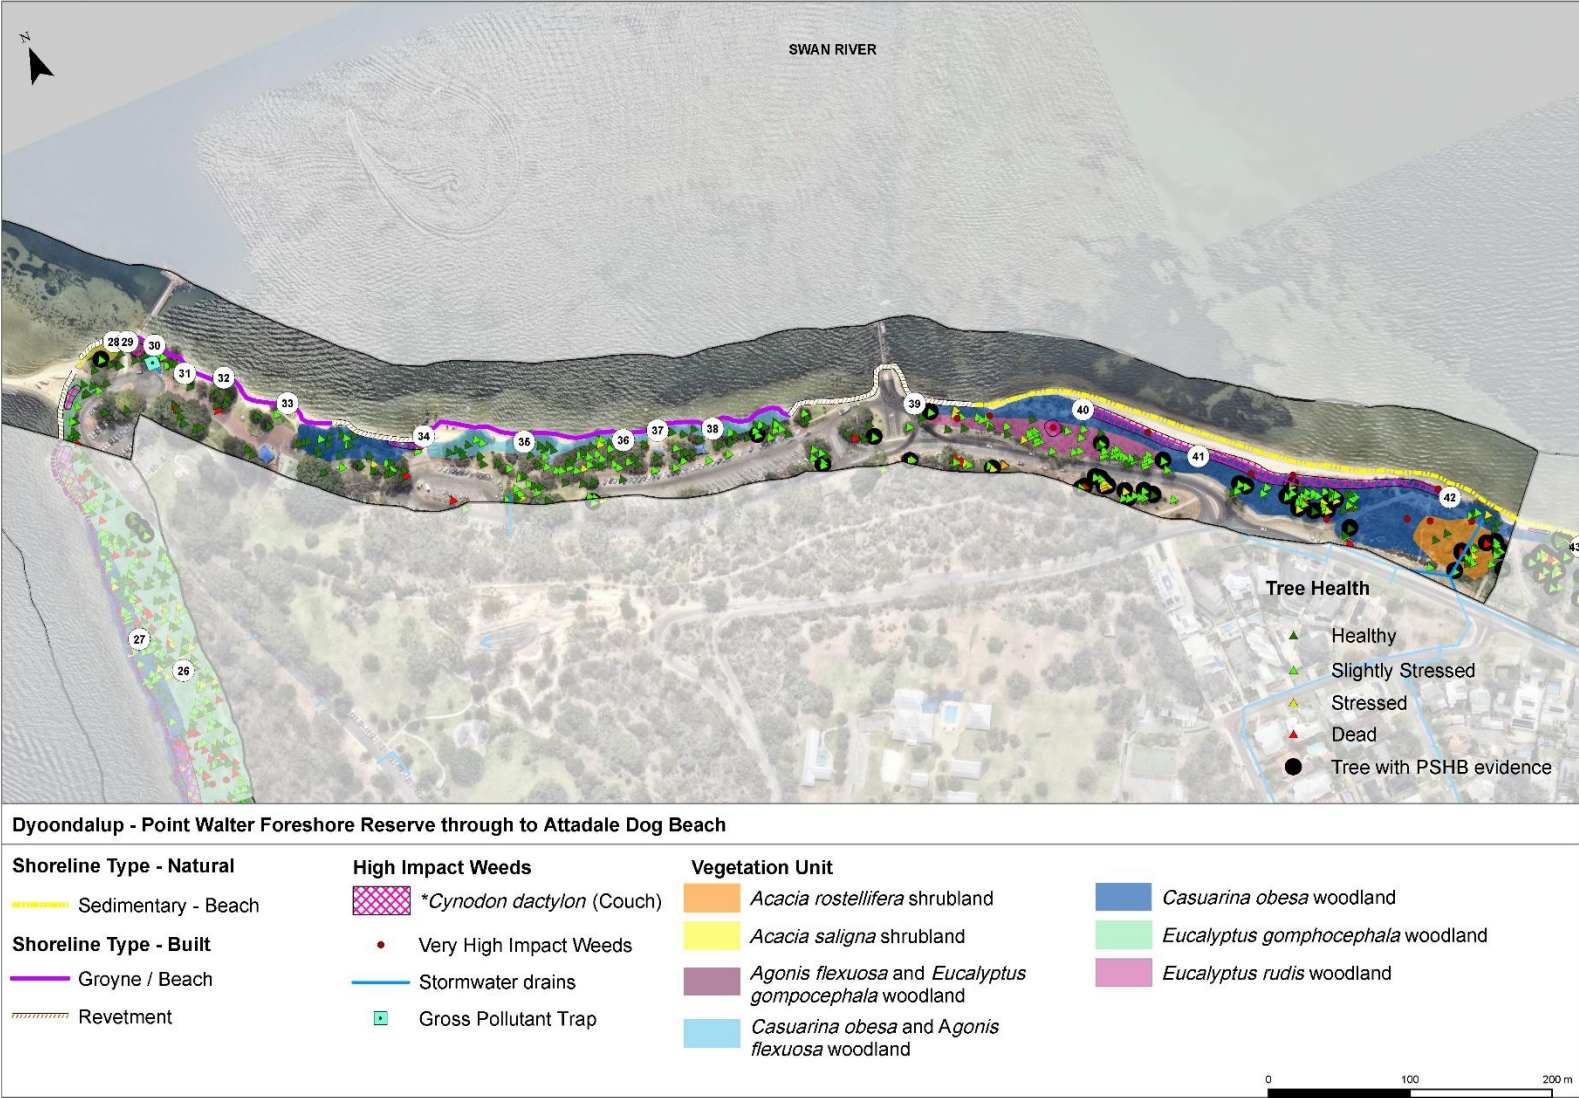 N
SWAN RIVER
28
29
30
31
32
33
34
35
36
37
38
39
40
41
42
43
27
26
Tree Health
Healthy
Slightly Stressed
Stressed
Dead
Tree with PSHB evidence
Dyoondalup - Point Walter Foreshore Reserve through to Attadale Dog Beach
Shoreline Type - Natural
Sedimentary - Beach
Shoreline Type - Built
Groyne / Beach
Revetment
High Impact Weeds
*Cynodon dactylon (Couch)
Very High Impact Weeds
Stormwater drains
Gross Pollutant Trap
Vegetation Unit
Acacia rostellifera shrubland
Acacia saligna shrubland
Agonis flexuosa and Eucalyptus
gompocephala woodland
Casuarina obesa and Agonis
flexuosa woodland
Casuarina obesa woodland
Eucalyptus gomphocephala woodland
Eucalyptus rudis woodland
0 100 200 m